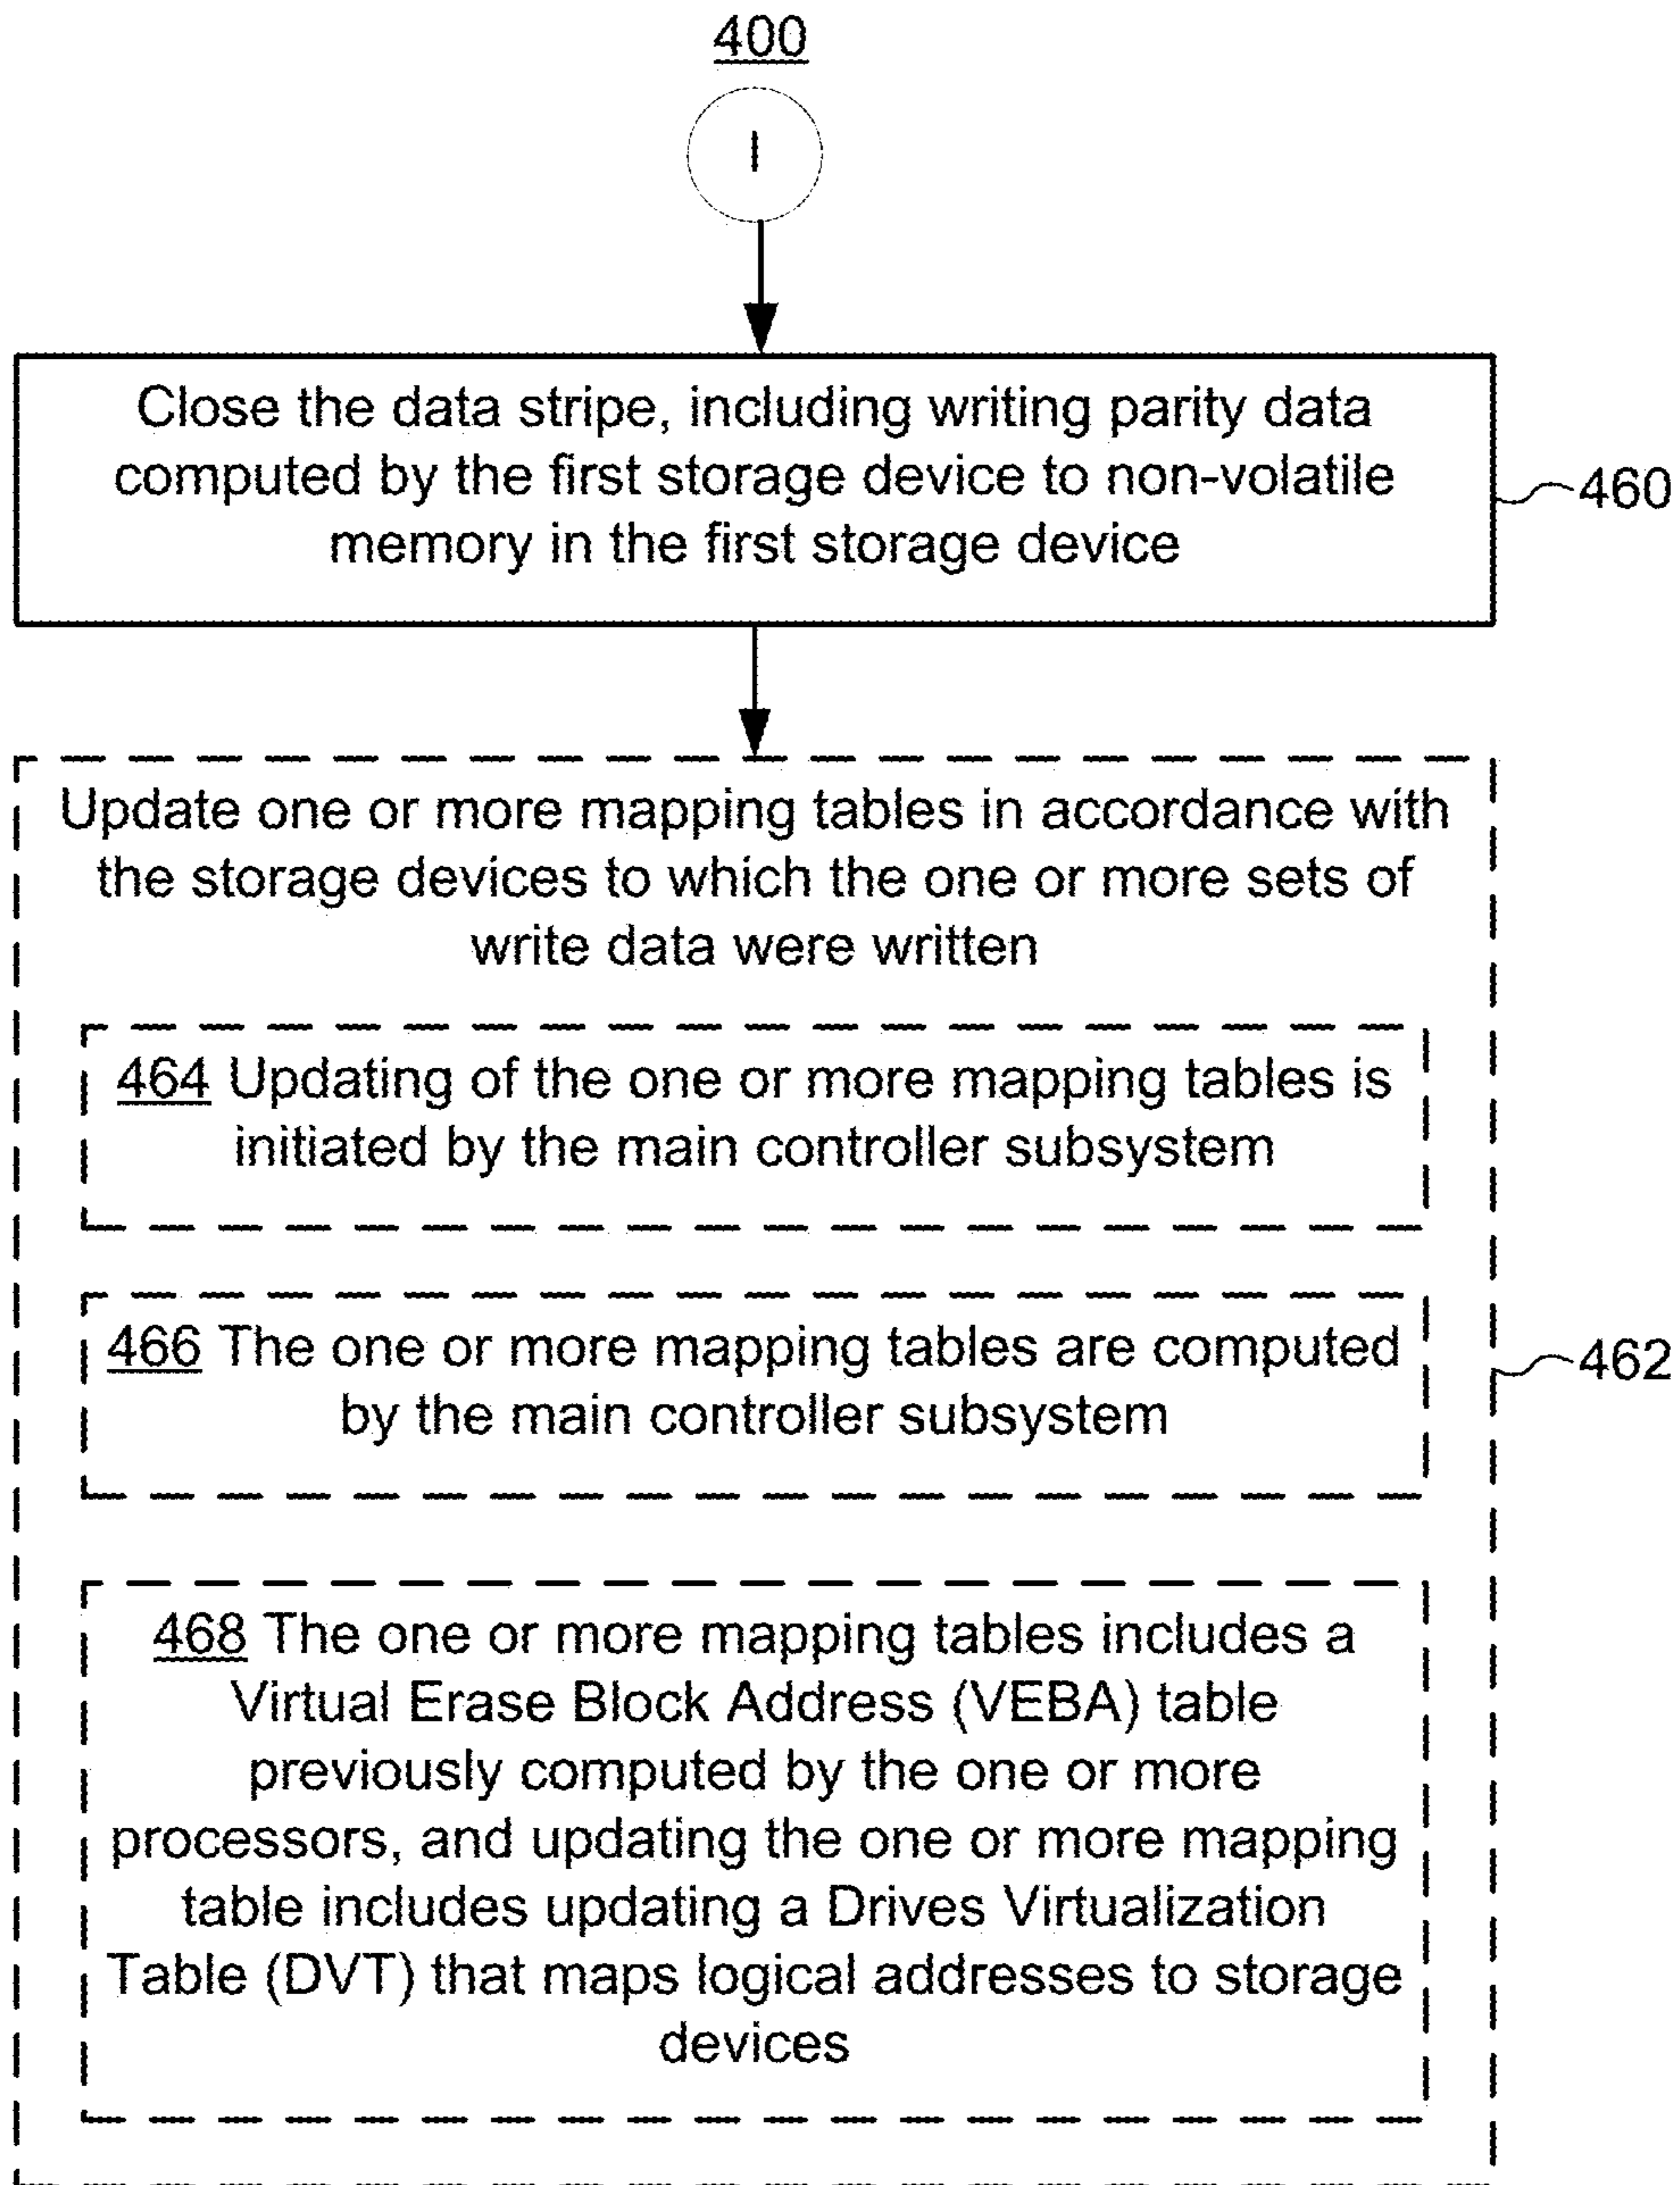 400
I
Close the data stripe, including writing parity data
computed by the first storage device to non-volatile
memory in the first storage device
460
Update one or more mapping tables in accordance with
the storage devices to which the one or more sets of
write data were written
464 Updating of the one or more mapping tables is
initiated by the main controller subsystem
466 The one or more mapping tables are computed
by the main controller subsystem
462
468 The one or more mapping tables includes a
Virtual Erase Block Address (VEBA) table
previously computed by the one or more
processors, and updating the one or more mapping
table includes updating a Drives Virtualization
Table (DVT) that maps logical addresses to storage
devices